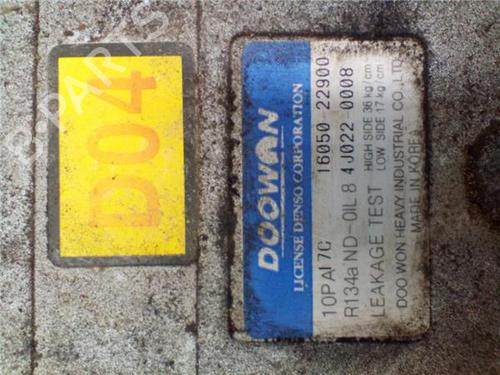 D04
DOOWON
LICENSE DENSO CORPORATION
10PA17C 16050 22900
R134a ND-OIL 8 4J022 0008
LEAKAGE TEST HIGH SIDE 36 kg/cm
LOW SIDE 17 kg/cm
DOO WON HEAVY INDUSTRIAL CO., LTD.
MADE IN KOREA